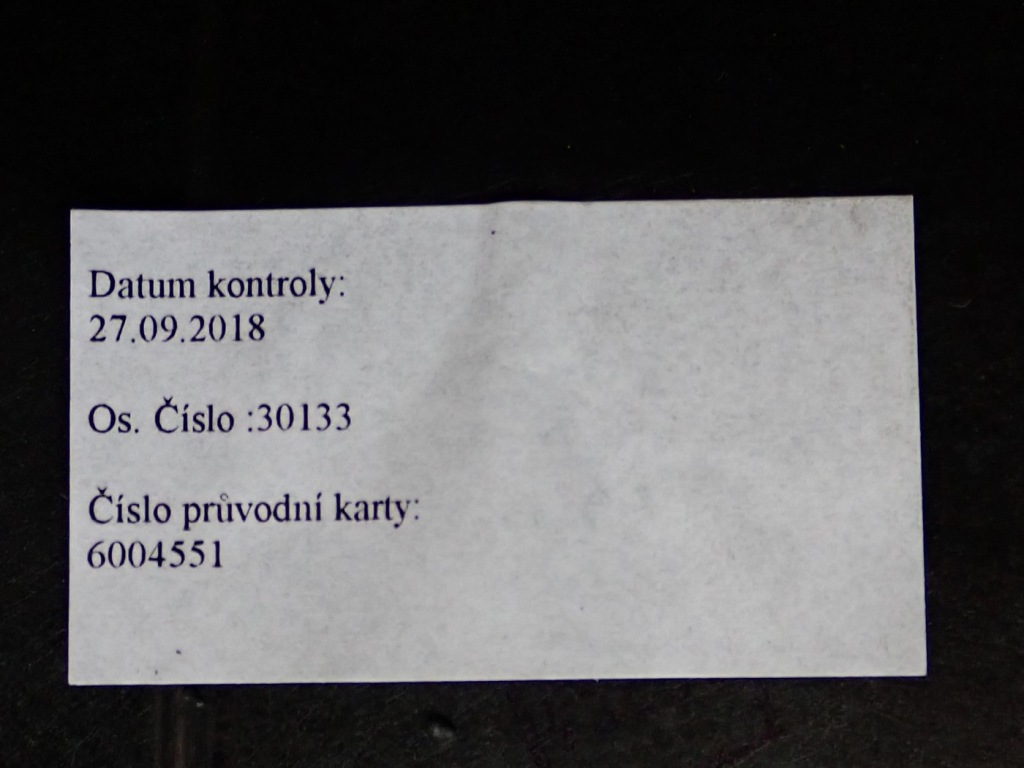 Datum kontroly:
27.09.2018
Os. Číslo :30133
Číslo průvodní karty:
6004551